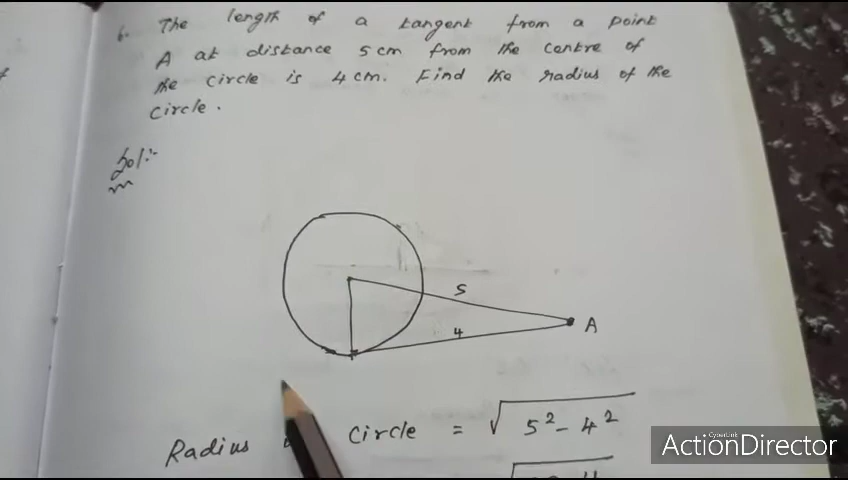 6. The length of a tangent from a point
A at distance 5 cm from the centre of
the circle is 4 cm. Find the radius of the
circle.
Sol:-
5
A
4
Radius circle = √5² - 4²
CyberLink
ActionDirector